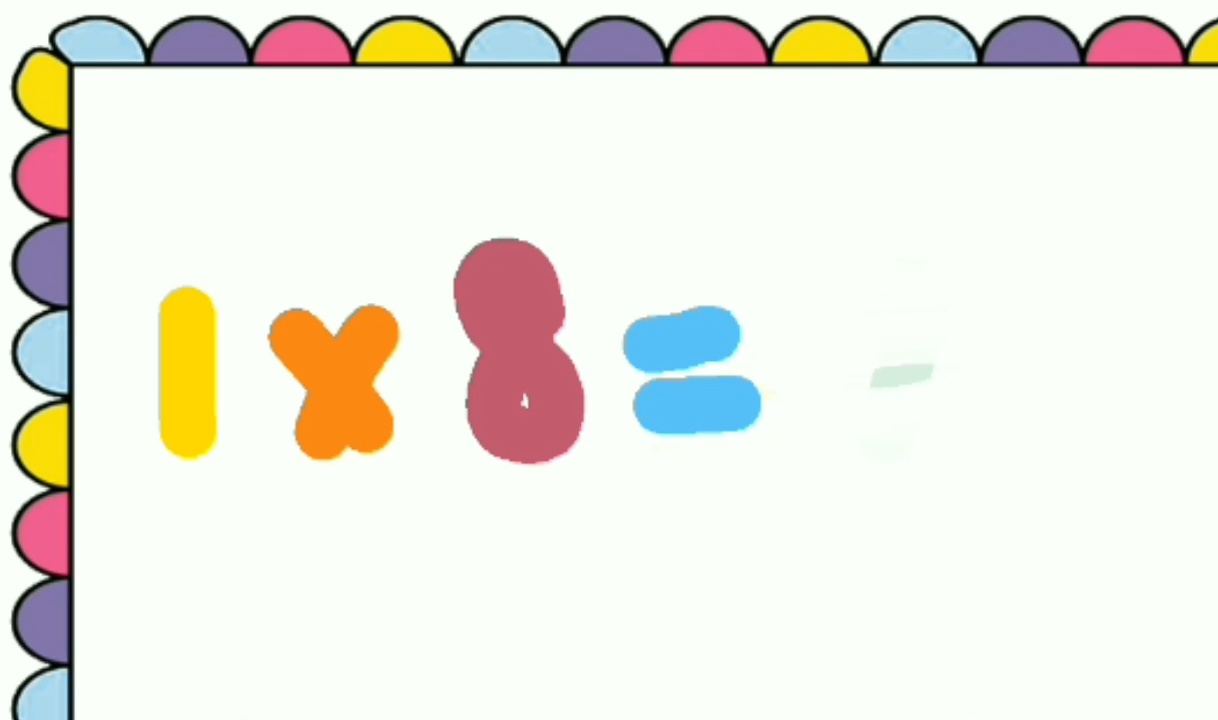 1 x 8 =